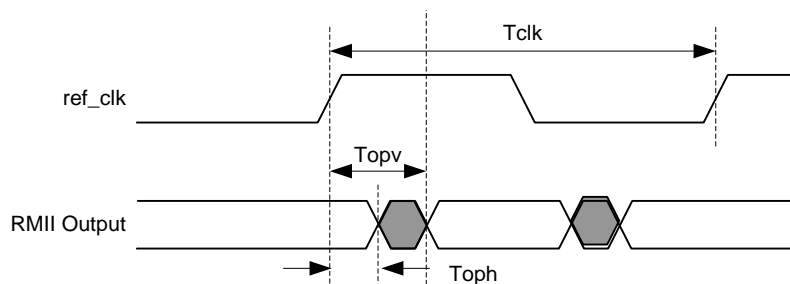 Tclk
ref_clk
Topv
RMII Output
Toph